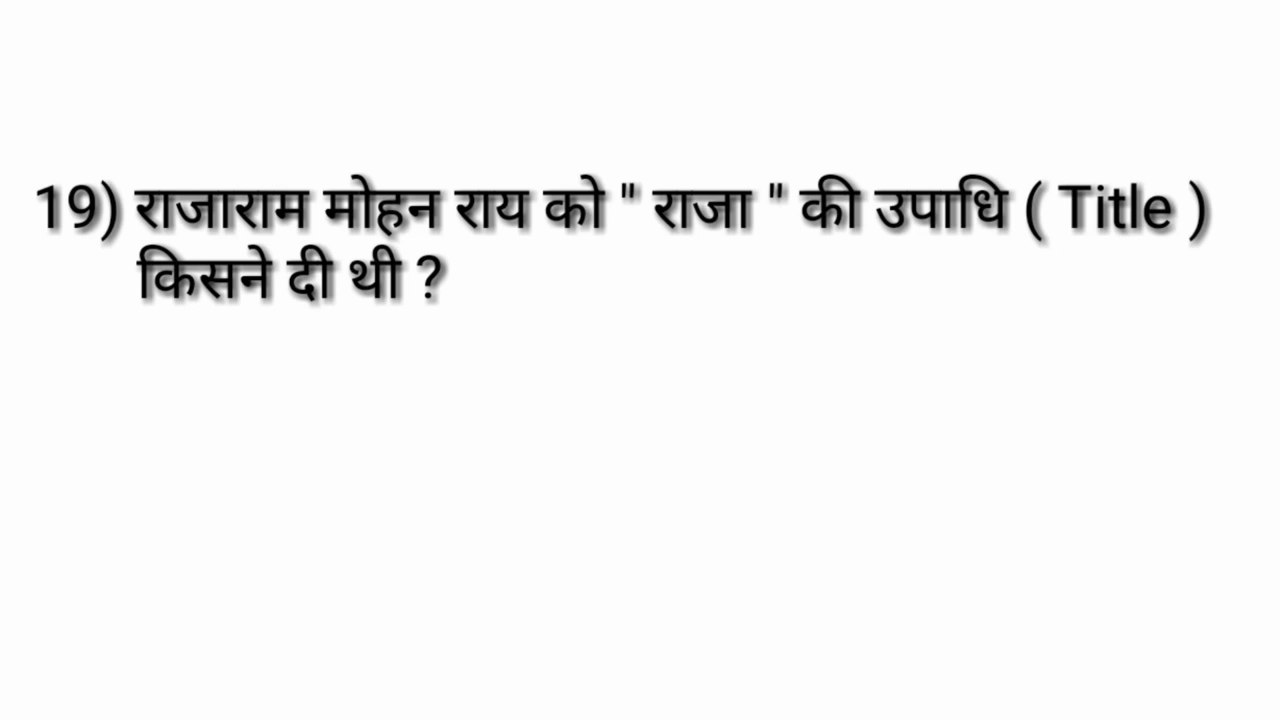 19) राजाराम मोहन राय को " राजा " की उपाधि ( Title )
किसने दी थी ?